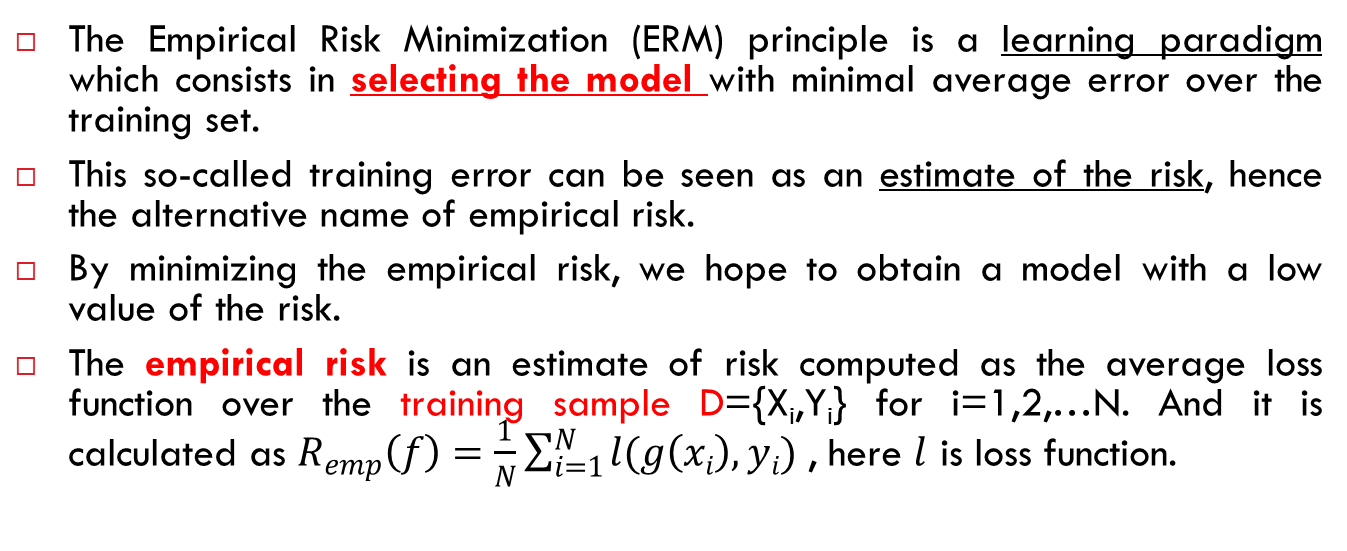 The Empirical Risk Minimization (ERM) principle is a learning paradigm
which consists in selecting the model with minimal average error over the
training set.
This so-called training error can be seen as an estimate of the risk, hence
the alternative name of empirical risk.
By minimizing the empirical risk, we hope to obtain a model with a low
value of the risk.
The empirical risk is an estimate of risk computed as the average loss
function over the training sample D={Xᵢ,Yᵢ} for i=1,2,...N. And it is
calculated as R_emp(f) = 1/N ∑_{i=1}^{N} l(g(xᵢ), yᵢ) , here l is loss function.